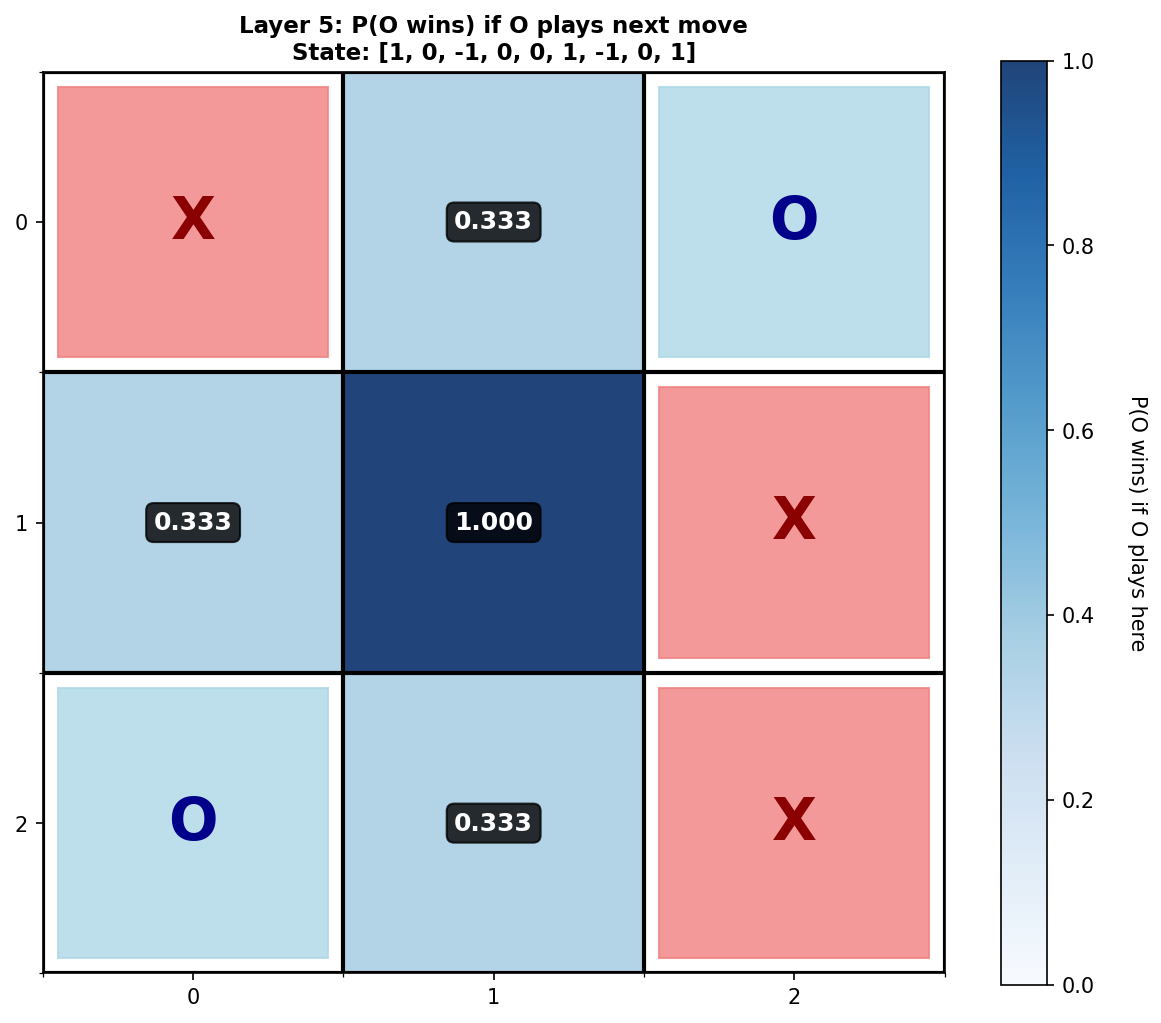 Layer 5: P(O wins) if O plays next move
State: [1, 0, -1, 0, 0, 1, -1, 0, 1]
0
X
0.333
O
1
0.333
1.000
X
2
O
0.333
X
0
1
2
1.0
0.8
0.6
0.4
0.2
0.0
P(O wins) if O plays here